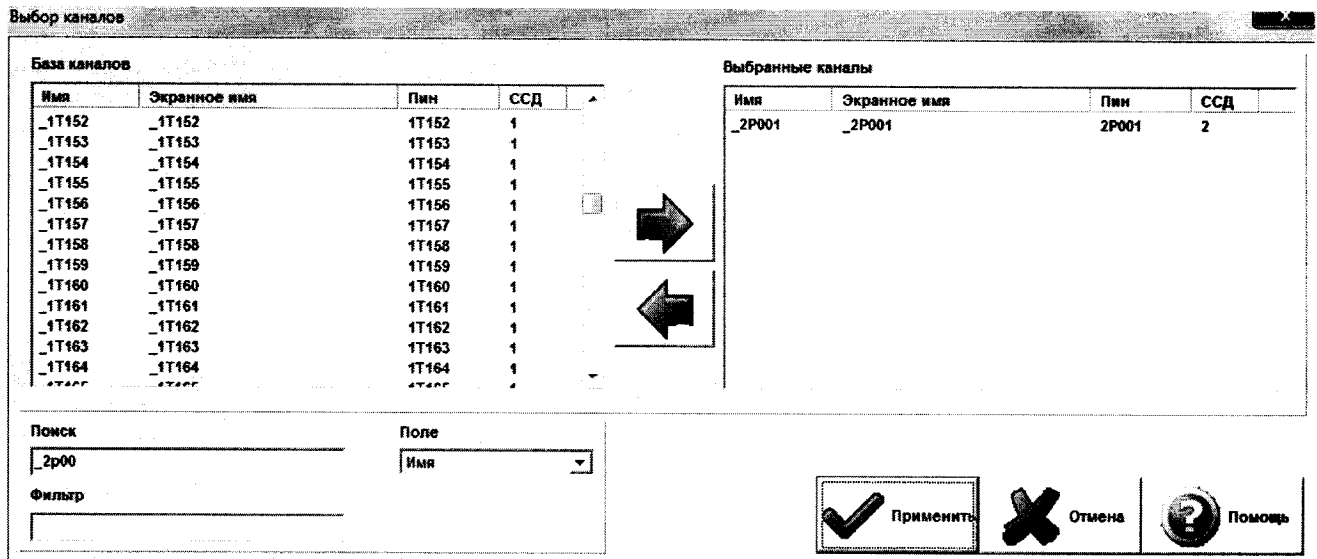 Выбор каналов
База каналов
Имя Экранное имя Пин ССД
_1T152 _1T152 1T152 1
_1T153 _1T153 1T153 1
_1T154 _1T154 1T154 1
_1T155 _1T155 1T155 1
_1T156 _1T156 1T156 1
_1T157 _1T157 1T157 1
_1T158 _1T158 1T158 1
_1T159 _1T159 1T159 1
_1T160 _1T160 1T160 1
_1T161 _1T161 1T161 1
_1T162 _1T162 1T162 1
_1T163 _1T163 1T163 1
_1T164 _1T164 1T164 1
Выбранные каналы
Имя Экранное имя Пин ССД
_2P001 _2P001 2P001 2
Поиск
_2p00
Поле
Имя
Фильтр
Применить
Отмена
Помощь